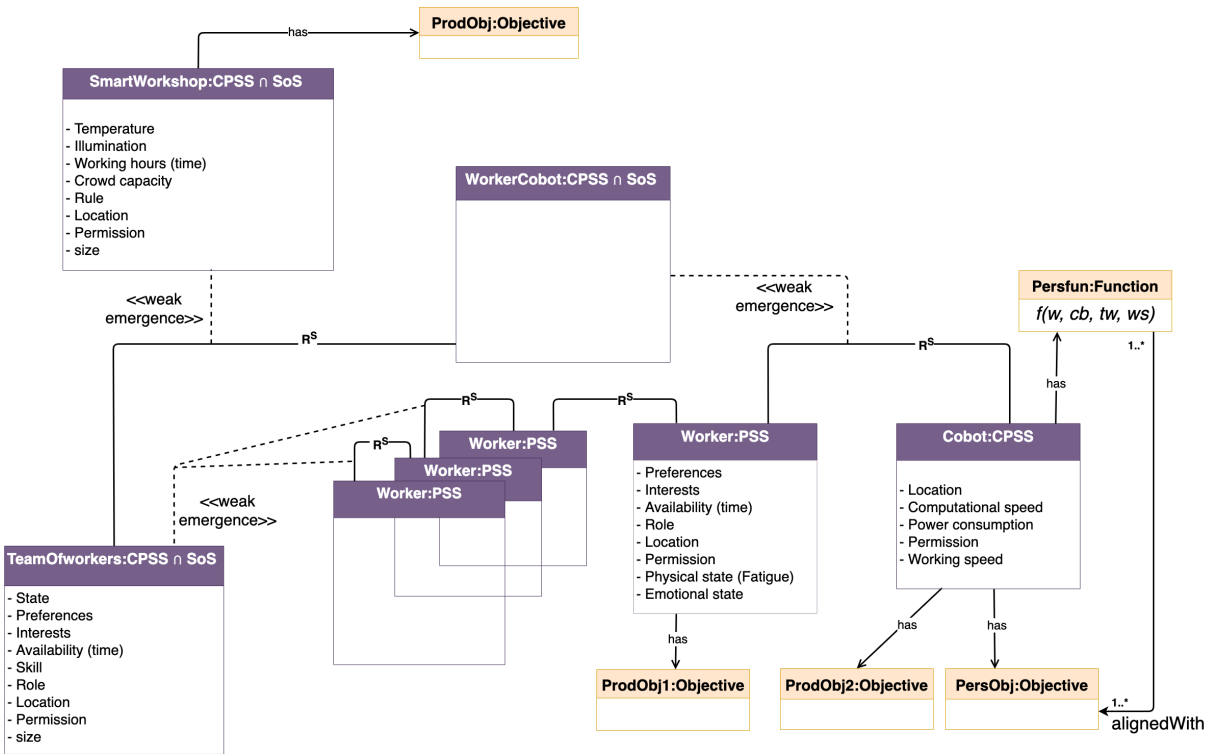 ProdObj:Objective
has
SmartWorkshop:CPSS ∩ SoS
- Temperature
- Illumination
- Working hours (time)
- Crowd capacity
- Rule
- Location
- Permission
- size
WorkerCobot:CPSS ∩ SoS
<<weak
emergence>>
<<weak
emergence>>
Persfun:Function
f(w, cb, tw, ws)
1..*
R^S
R^S
has
R^S
R^S
R^S
Worker:PSS
Worker:PSS
Worker:PSS
<<weak
emergence>>
Worker:PSS
- Preferences
- Interests
- Availability (time)
- Role
- Location
- Permission
- Physical state (Fatigue)
- Emotional state
Cobot:CPSS
- Location
- Computational speed
- Power consumption
- Permission
- Working speed
TeamOfworkers:CPSS ∩ SoS
- State
- Preferences
- Interests
- Availability (time)
- Skill
- Role
- Location
- Permission
- size
has
has
has
ProdObj1:Objective
ProdObj2:Objective
PersObj:Objective
1..*
alignedWith